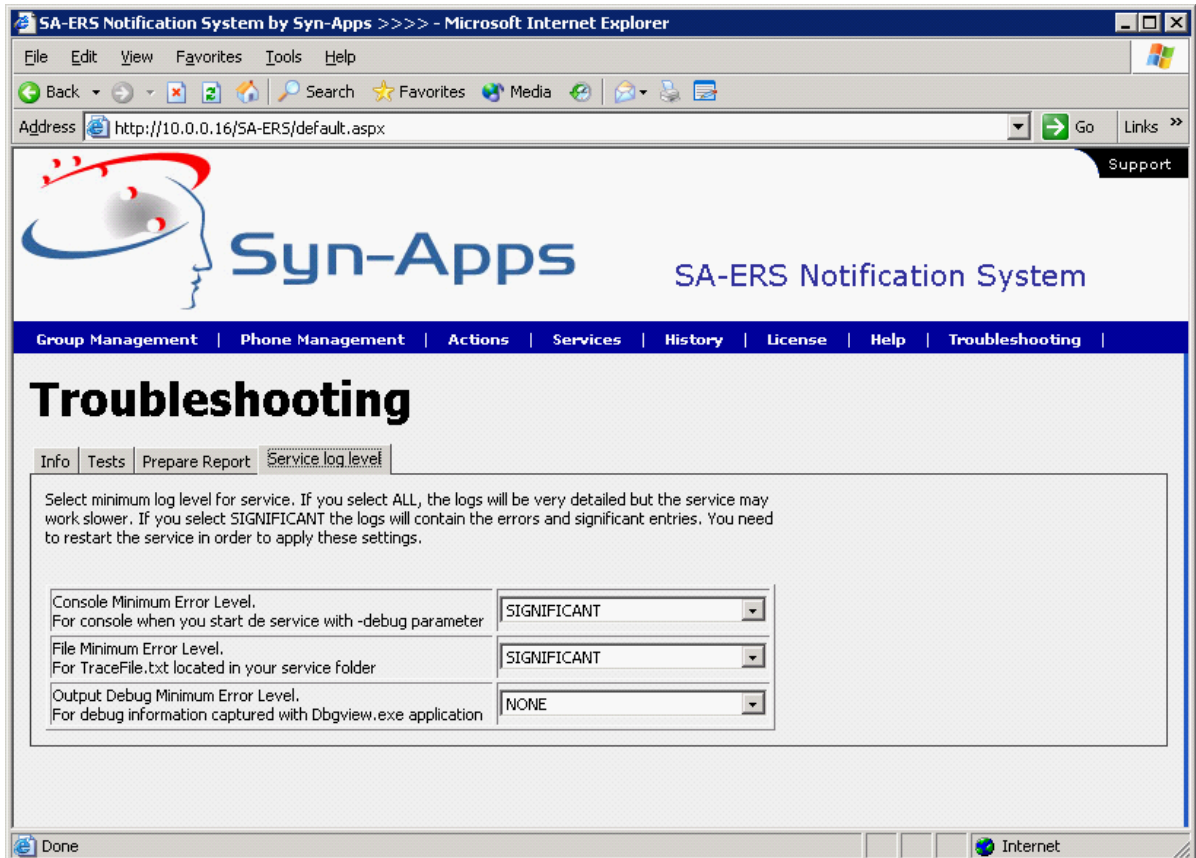 SA-ERS Notification System by Syn-Apps >>>> - Microsoft Internet Explorer
File Edit View Favorites Tools Help
Back Search Favorites Media
Address http://10.0.0.16/SA-ERS/default.aspx Go Links »
Support
Syn-Apps
SA-ERS Notification System
Group Management | Phone Management | Actions | Services | History | License | Help | Troubleshooting |
Troubleshooting
Info Tests Prepare Report Service log level
Select minimum log level for service. If you select ALL, the logs will be very detailed but the service may
work slower. If you select SIGNIFICANT the logs will contain the errors and significant entries. You need
to restart the service in order to apply these settings.
Console Minimum Error Level.
For console when you start de service with -debug parameter
SIGNIFICANT
File Minimum Error Level.
For TraceFile.txt located in your service folder
SIGNIFICANT
Output Debug Minimum Error Level.
For debug information captured with Dbgview.exe application
NONE
Done Internet